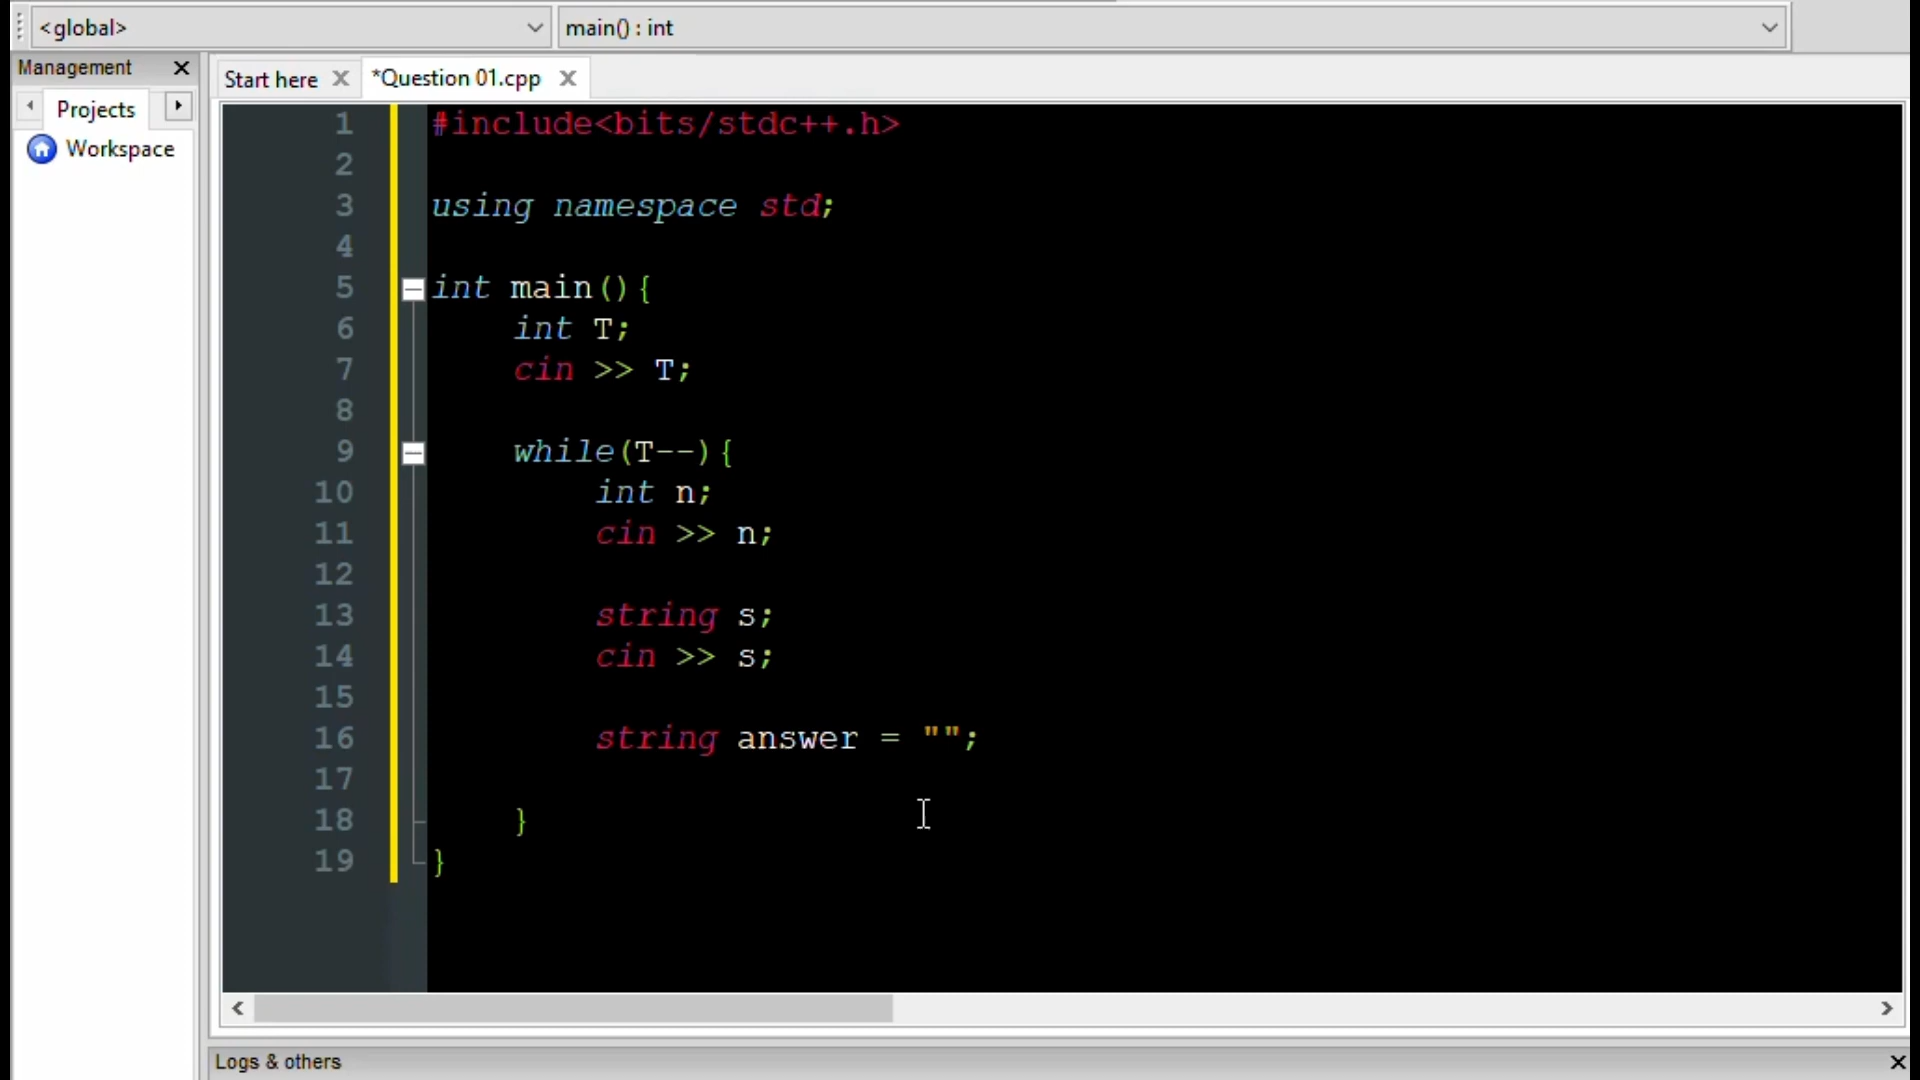 <global>
main() : int
Management
Start here
*Question 01.cpp
Projects
Workspace
1 #include<bits/stdc++.h>
2
3 using namespace std;
4
5 int main(){
6 int T;
7 cin >> T;
8
9 while(T--){
10 int n;
11 cin >> n;
12
13 string s;
14 cin >> s;
15
16 string answer = "";
17
18 }
19 }
Logs & others